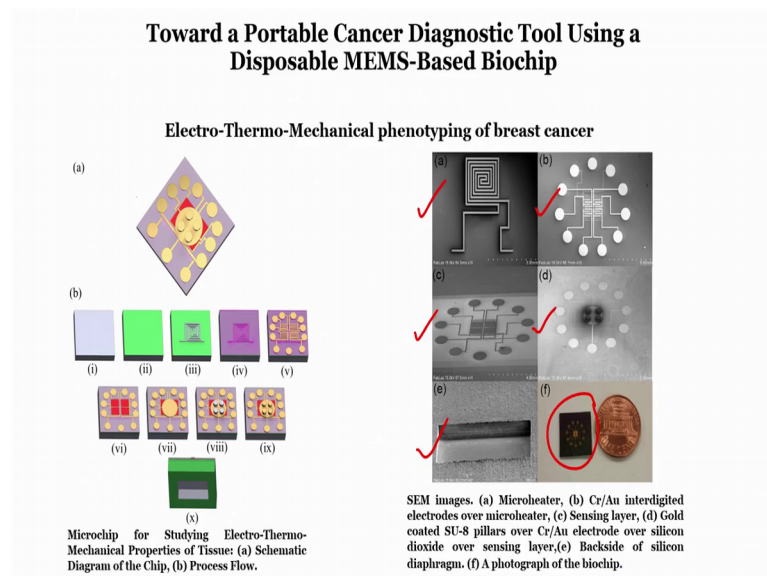 Toward a Portable Cancer Diagnostic Tool Using a
Disposable MEMS-Based Biochip
Electro-Thermo-Mechanical phenotyping of breast cancer
(a)
(b)
(i) (ii) (iii) (iv) (v)
(vi) (vii) (viii) (ix)
(x)
Microchip for Studying Electro-Thermo-
Mechanical Properties of Tissue: (a) Schematic
Diagram of the Chip, (b) Process Flow.
(a) (b)
(c) (d)
(e) (f)
SEM images. (a) Microheater, (b) Cr/Au interdigited
electrodes over microheater, (c) Sensing layer, (d) Gold
coated SU-8 pillars over Cr/Au electrode over silicon
dioxide over sensing layer,(e) Backside of silicon
diaphragm. (f) A photograph of the biochip.